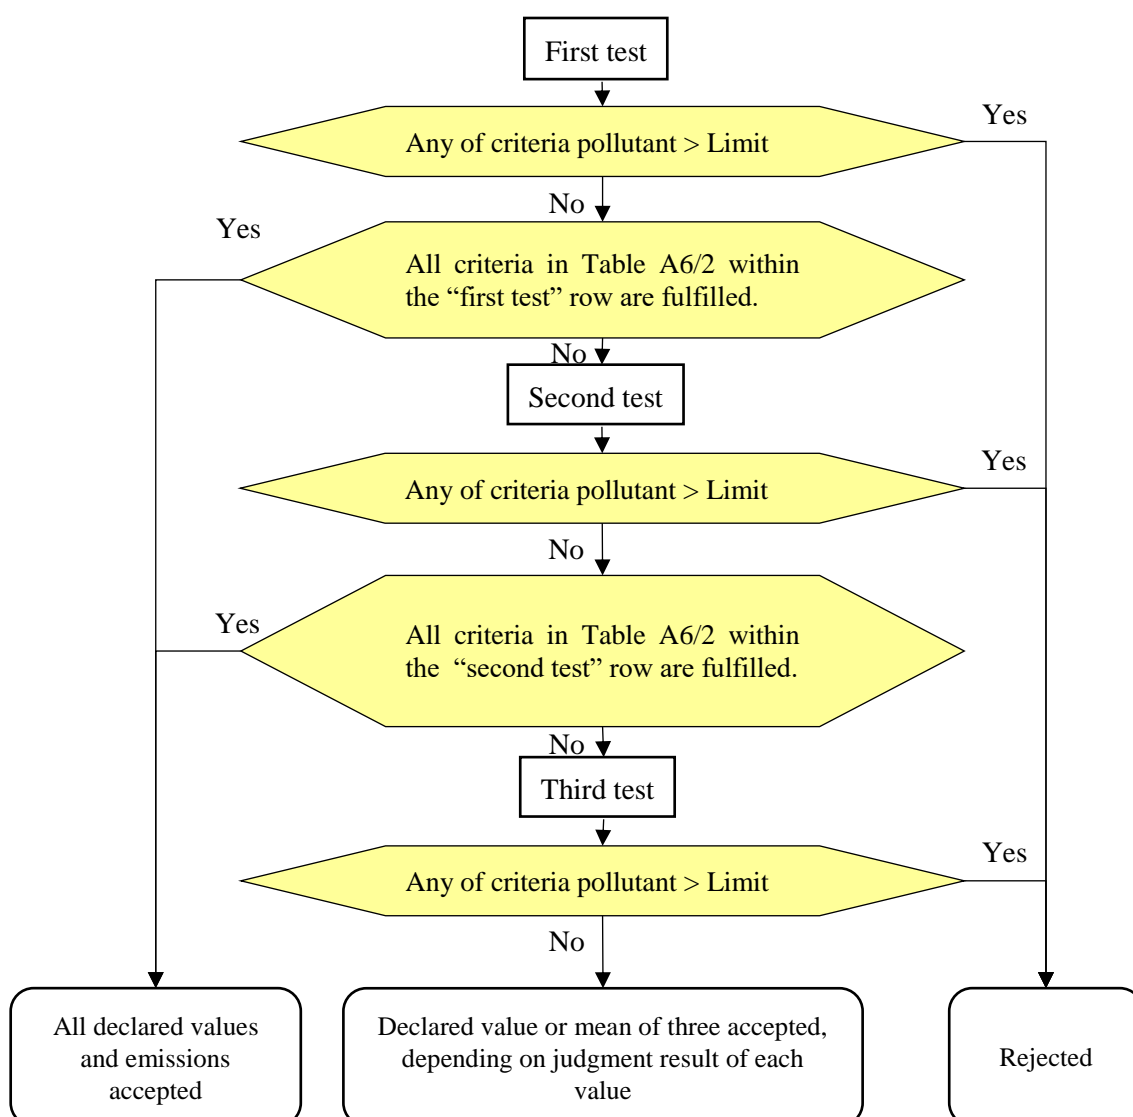 First test
Any of criteria pollutant > Limit
Yes
No
Yes
All criteria in Table A6/2 within
the “first test” row are fulfilled.
No
Second test
Any of criteria pollutant > Limit
Yes
No
Yes
All criteria in Table A6/2 within
the “second test” row are fulfilled.
No
Third test
Any of criteria pollutant > Limit
Yes
No
All declared values
and emissions
accepted
Declared value or mean of three accepted,
depending on judgment result of each
value
Rejected